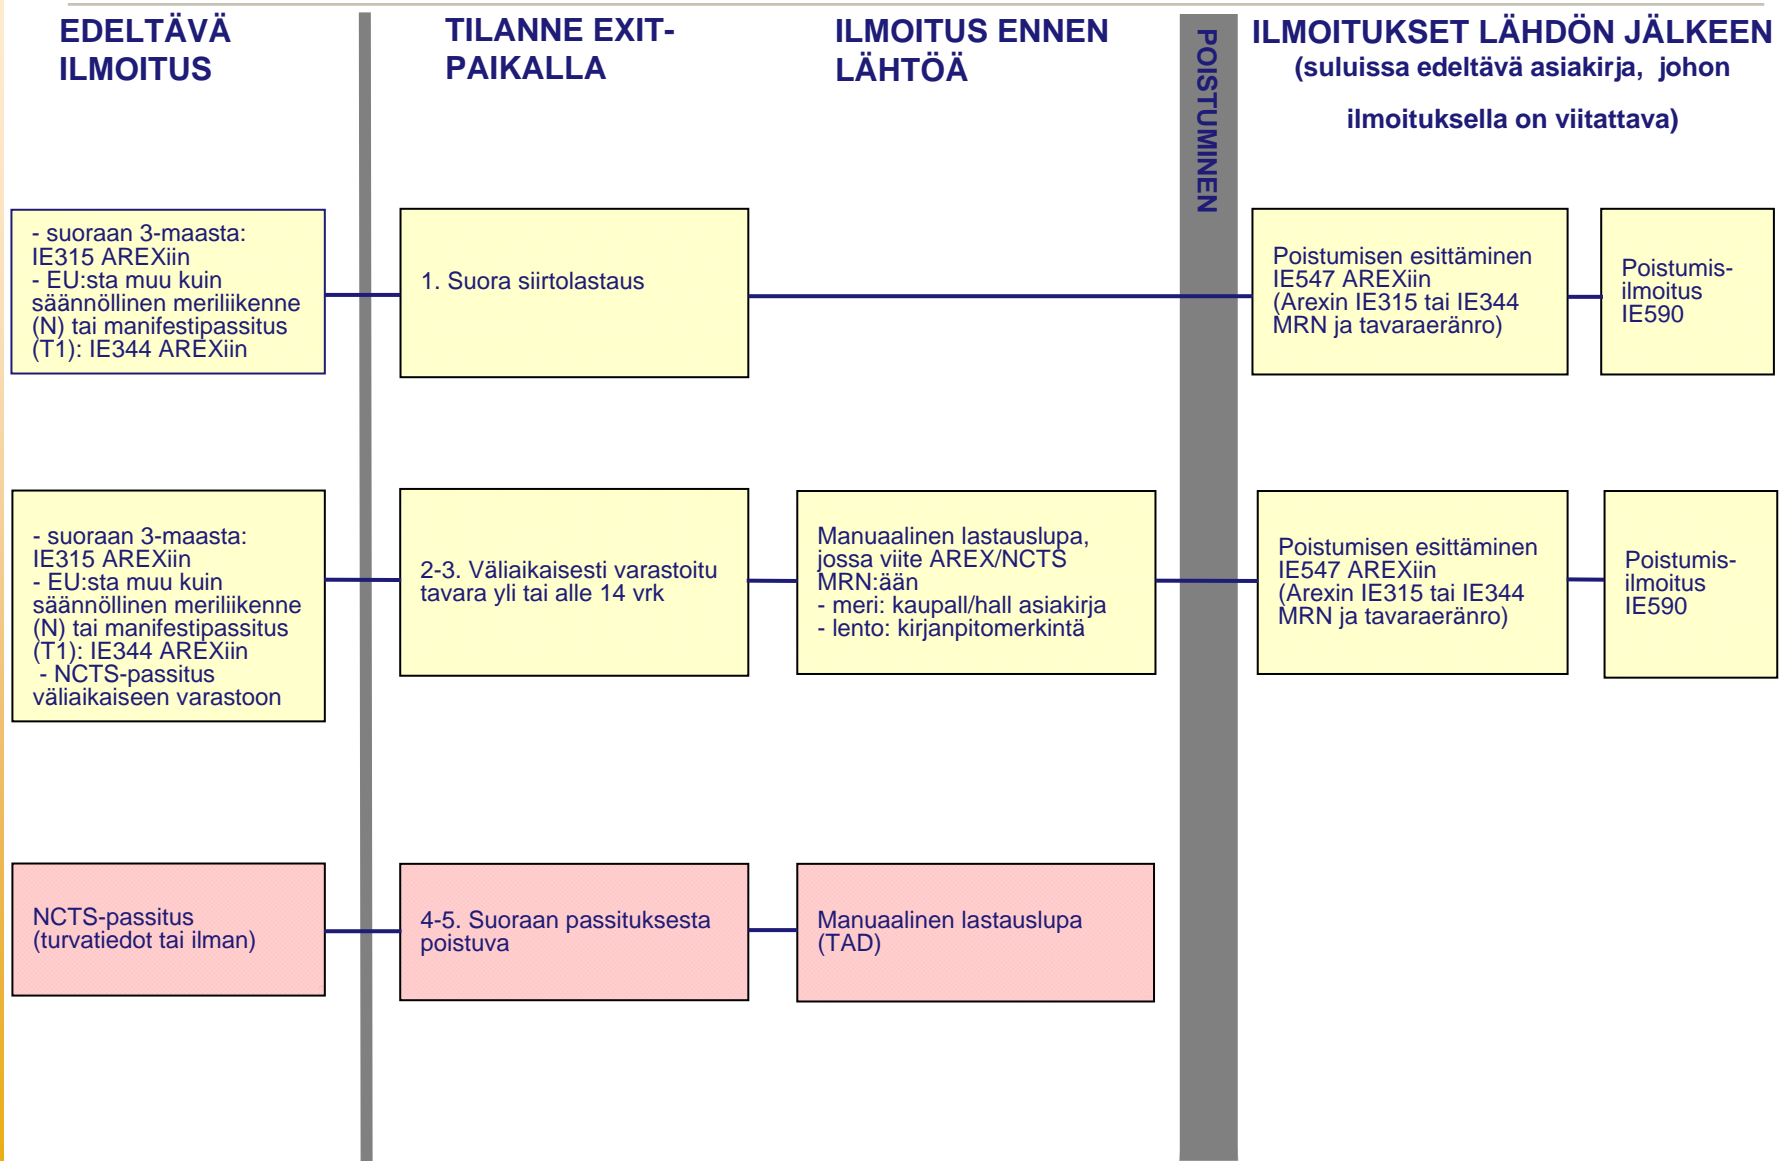 EDELTÄVÄ
ILMOITUS
TILANNE EXIT-
PAIKALLA
ILMOITUS ENNEN
LÄHTÖÄ
POISTUMINEN
ILMOITUKSET LÄHDÖN JÄLKEEN
(suluissa edeltävä asiakirja, johon
ilmoituksella on viitattava)
- suoraan 3-maasta:
IE315 AREXiin
- EU:sta muu kuin
säännöllinen meriliikenne
(N) tai manifestipassitus
(T1): IE344 AREXiin
1. Suora siirtolastaus
Poistumisen esittäminen
IE547 AREXiin
(Arexin IE315 tai IE344
MRN ja tavaraeränro)
Poistumis-
ilmoitus
IE590
- suoraan 3-maasta:
IE315 AREXiin
- EU:sta muu kuin
säännöllinen meriliikenne
(N) tai manifestipassitus
(T1): IE344 AREXiin
- NCTS-passitus
väliaikaiseen varastoon
2-3. Väliaikaisesti varastoitu
tavara yli tai alle 14 vrk
Manuaalinen lastauslupa,
jossa viite AREX/NCTS
MRN:ään
- meri: kaupall/hall asiakirja
- lento: kirjanpitomerkintä
Poistumisen esittäminen
IE547 AREXiin
(Arexin IE315 tai IE344
MRN ja tavaraeränro)
Poistumis-
ilmoitus
IE590
NCTS-passitus
(turvatiedot tai ilman)
4-5. Suoraan passituksesta
poistuva
Manuaalinen lastauslupa
(TAD)